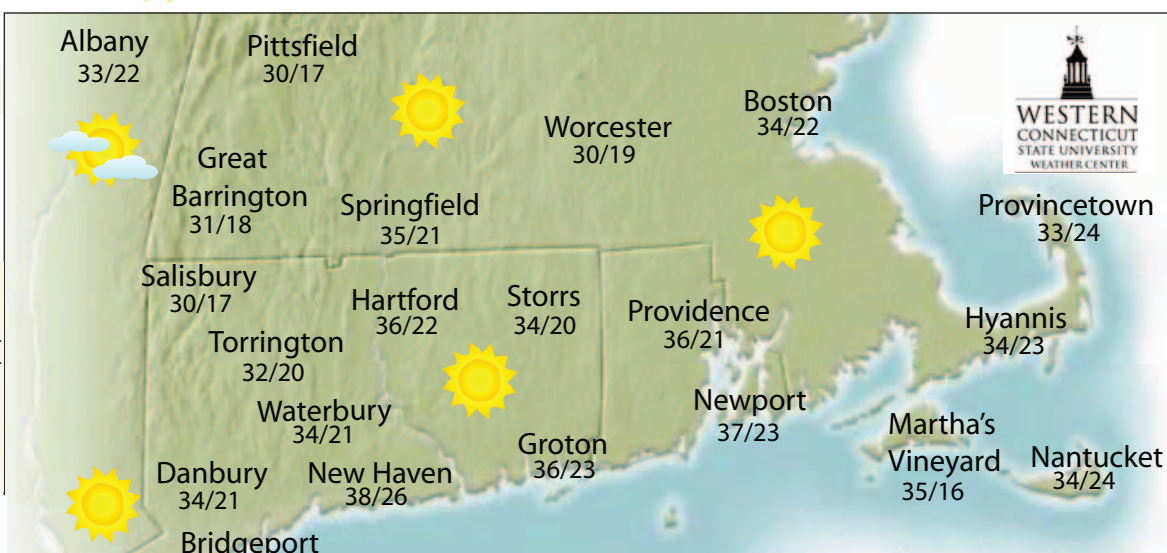 Albany
33/22
Pittsfield
30/17
Boston
34/22
Worcester
30/19
WESTERN
CONNECTICUT
STATE UNIVERSITY
WEATHER CENTER
Great
Barrington
31/18
Springfield
35/21
Provincetown
33/24
Salisbury
30/17
Hartford
36/22
Storrs
34/20
Providence
36/21
Hyannis
34/23
Torrington
32/20
Waterbury
34/21
Newport
37/23
Groton
36/23
Martha's
Vineyard
35/16
Nantucket
34/24
Danbury
34/21
New Haven
38/26
Bridgeport